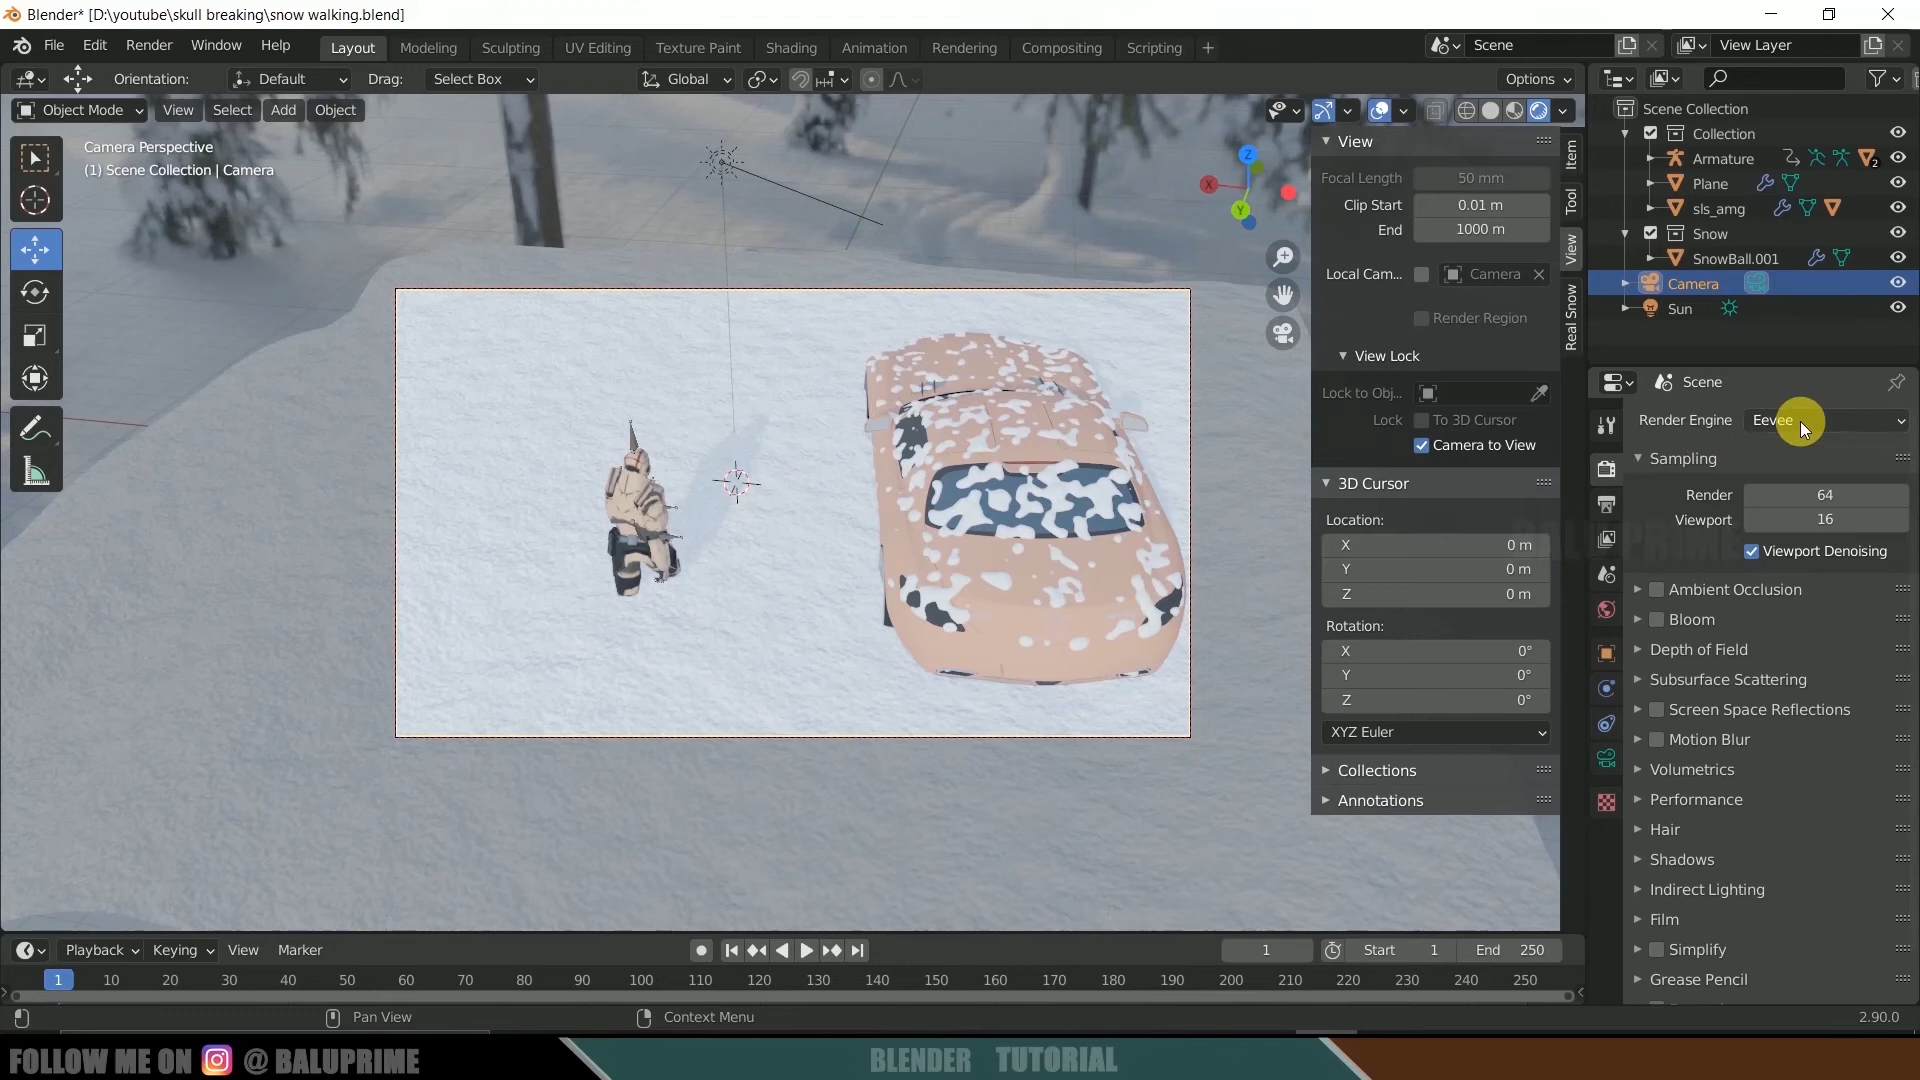 Blender* [D:\youtube\skull breaking\snow walking.blend]
File Edit Render Window Help Layout Modeling Sculpting UV Editing Texture Paint Shading Animation Rendering Compositing Scripting + Scene View Layer
Orientation: Default Drag: Select Box Global Options
Object Mode View Select Add Object
Camera Perspective
(1) Scene Collection | Camera
Z
X
Y
View
Focal Length 50 mm
Clip Start 0.01 m
End 1000 m
Local Cam... Camera
Render Region
View Lock
Lock to Obj...
Lock To 3D Cursor
Camera to View
3D Cursor
Location:
X 0 m
Y 0 m
Z 0 m
Rotation:
X 0°
Y 0°
Z 0°
XYZ Euler
Collections
Annotations
Item
Tool
View
Real Snow
Scene Collection
Collection
Armature 2
Plane
sls_amg
Snow
SnowBall.001
Camera
Sun
Scene
Render Engine Eevee
Sampling
Render 64
Viewport 16
Viewport Denoising
Ambient Occlusion
Bloom
Depth of Field
Subsurface Scattering
Screen Space Reflections
Motion Blur
Volumetrics
Performance
Hair
Shadows
Indirect Lighting
Film
Simplify
Grease Pencil
Playback Keying View Marker 1 Start 1 End 250
1 10 20 30 40 50 60 70 80 90 100 110 120 130 140 150 160 170 180 190 200 210 220 230 240 250
Pan View Context Menu 2.90.0
FOLLOW ME ON @ BALUPRIME BLENDER TUTORIAL